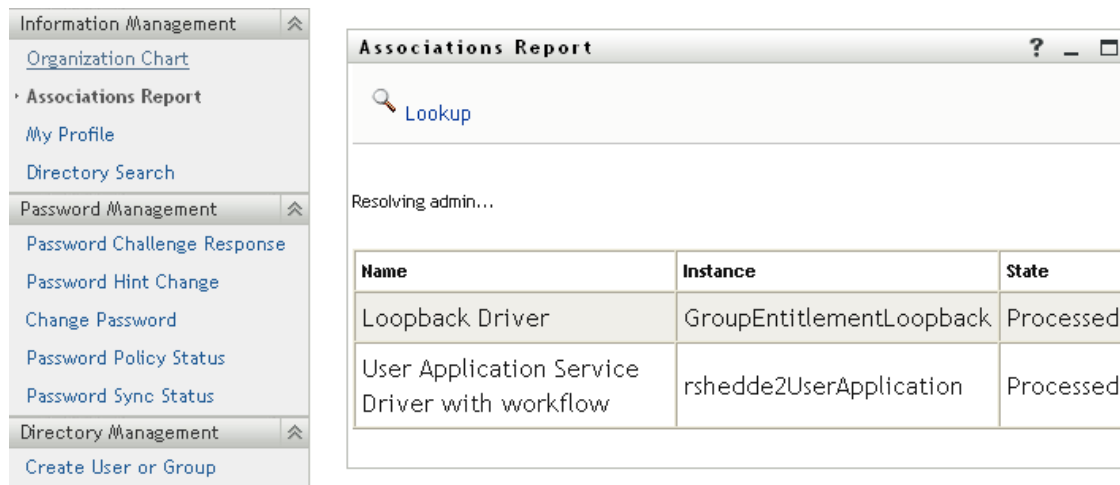 Information Management
Organization Chart
Associations Report
My Profile
Directory Search
Password Management
Password Challenge Response
Password Hint Change
Change Password
Password Policy Status
Password Sync Status
Directory Management
Create User or Group
Associations Report ?
Lookup
Resolving admin...
Name Instance State
Loopback Driver GroupEntitlementLoopback Processed
User Application Service
Driver with workflow rshedde2UserApplication Processed